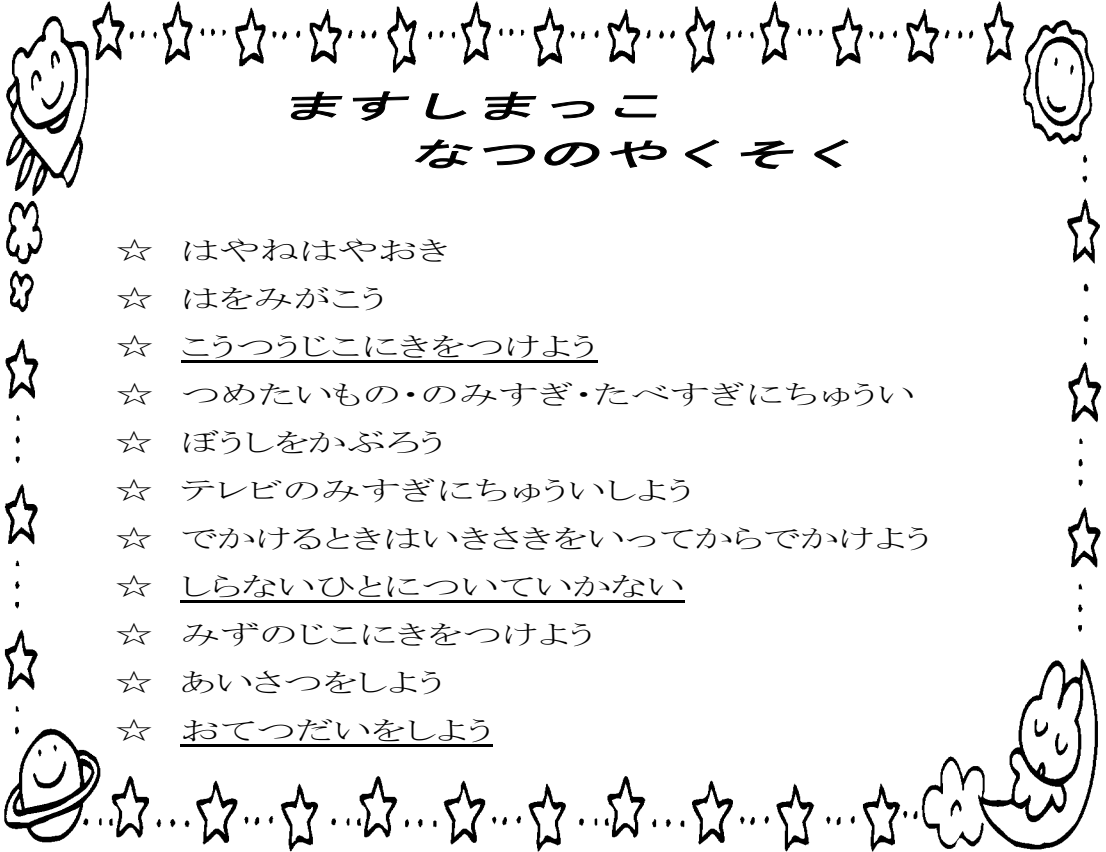 ますしまっこ
なつのやくそく
☆ はやねはやおき
☆ はをみがこう
☆ こうつうじこにきをつけよう
☆ つめたいもの・のみすぎ・たべすぎにちゅうい
☆ ぼうしをかぶろう
☆ テレビのみすぎにちゅういしよう
☆ でかけるときはいきさきをいってからでかけよう
☆ しらないひとについていかない
☆ みずのじこにきをつけよう
☆ あいさつをしよう
☆ おてつだいをしよう